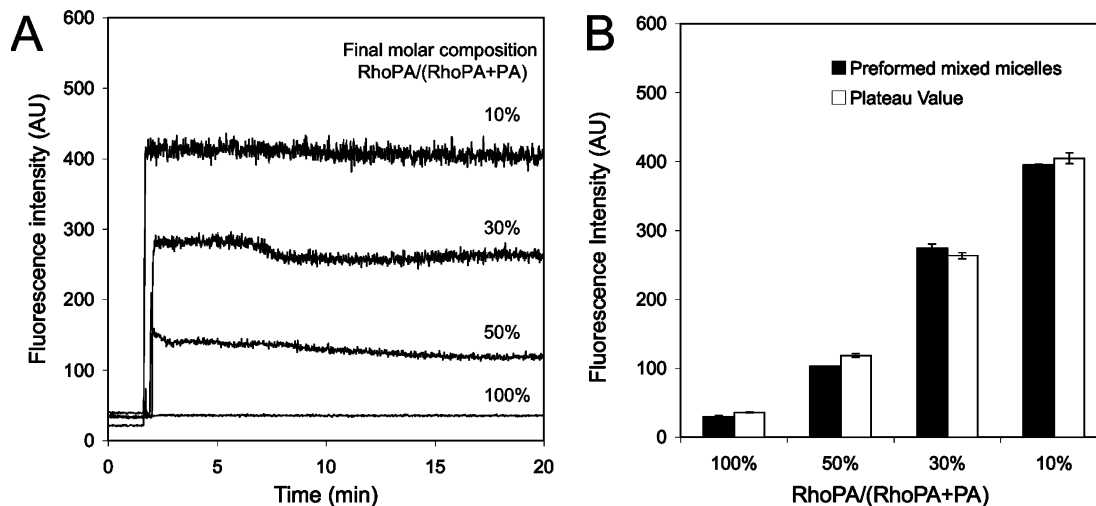 A
Fluorescence intensity (AU)
600
500
400
300
200
100
0
Final molar composition
RhoPA/(RhoPA+PA)
10%
30%
50%
100%
0
5
10
15
20
Time (min)
B
Fluorescence Intensity (AU)
600
500
400
300
200
100
0
Preformed mixed micelles
Plateau Value
100%
50%
30%
10%
RhoPA/(RhoPA+PA)